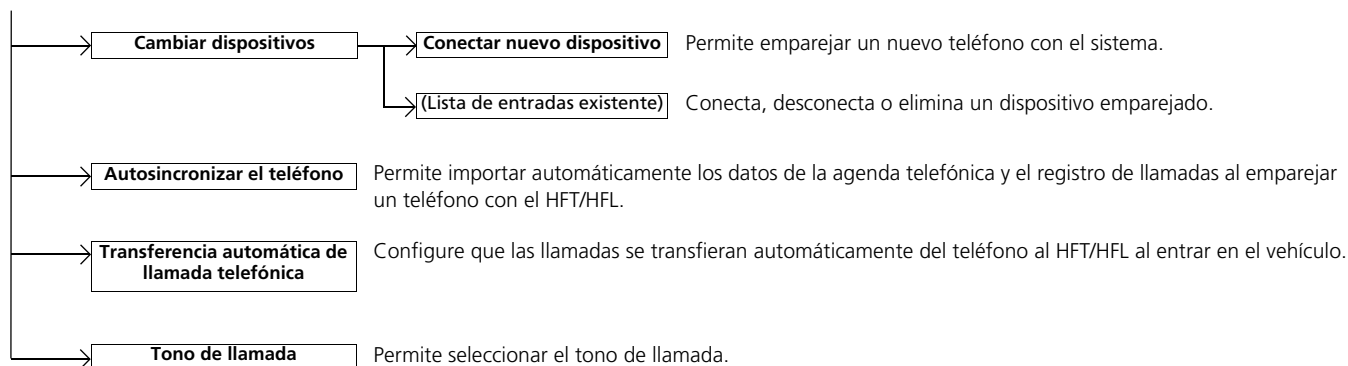 Cambiar dispositivos
Conectar nuevo dispositivo
Permite emparejar un nuevo teléfono con el sistema.
(Lista de entradas existente)
Conecta, desconecta o elimina un dispositivo emparejado.
Autosincronizar el teléfono
Permite importar automáticamente los datos de la agenda telefónica y el registro de llamadas al emparejar
un teléfono con el HFT/HFL.
Transferencia automática de
llamada telefónica
Configure que las llamadas se transfieran automáticamente del teléfono al HFT/HFL al entrar en el vehículo.
Tono de llamada
Permite seleccionar el tono de llamada.